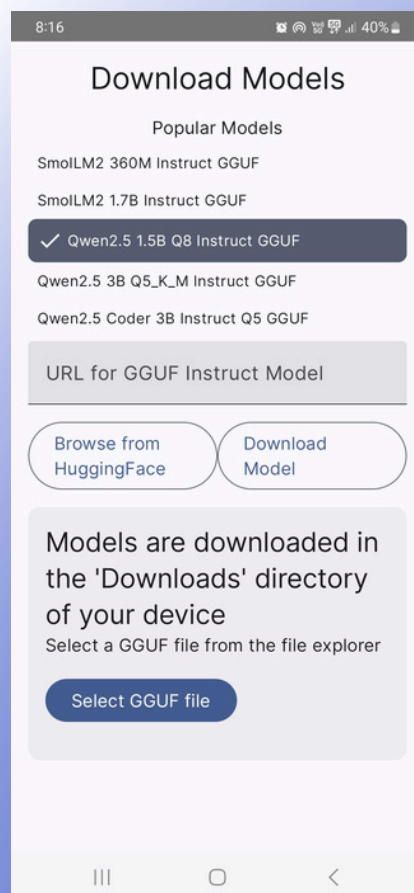 8:16
40%
Download Models
Popular Models
SmolLM2 360M Instruct GGUF
SmolLM2 1.7B Instruct GGUF
Qwen2.5 1.5B Q8 Instruct GGUF
Qwen2.5 3B Q5_K_M Instruct GGUF
Qwen2.5 Coder 3B Instruct Q5 GGUF
URL for GGUF Instruct Model
Browse from
HuggingFace
Download
Model
Models are downloaded in
the 'Downloads' directory
of your device
Select a GGUF file from the file explorer
Select GGUF file